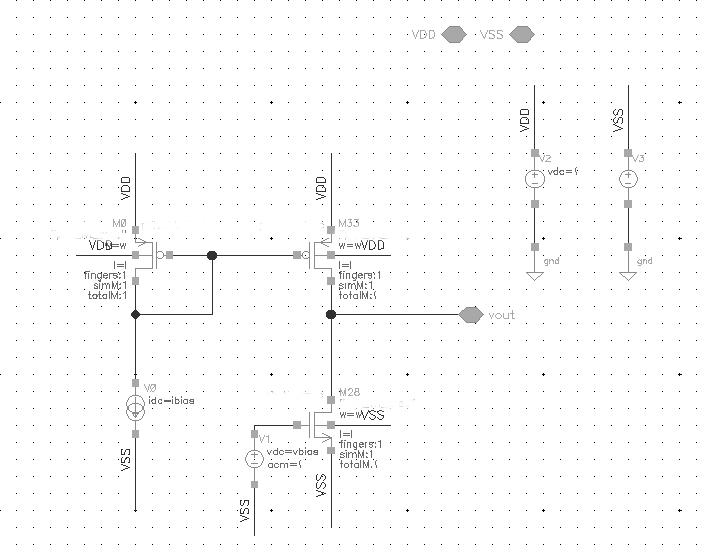 VDD VSS
VDD
VSS
V2
vdc=
V3
gnd
gnd
VDD
VDD
M0
M33
VDD
w=w
w=wVDD
l=l
fingers:1
simM:1
totalM:1
l=l
fingers:1
simM:1
totalM:
vout
V0
idc=ibias
VSS
M28
w=wVSS
l=l
fingers:1
simM:1
totalM:
V1
vdc=vbias
acm=
VSS
VSS